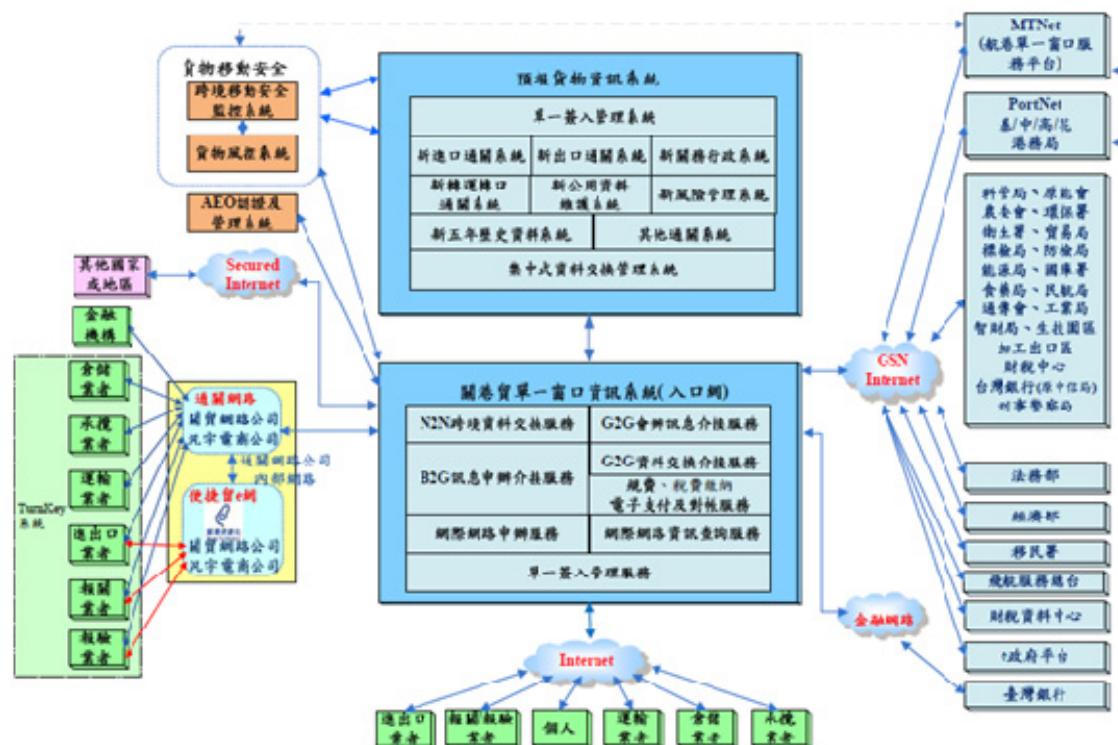 貨物移動安全
跨境移動安全
監控系統
貨物風控系統
AEO認證及
管理系統
預報貨物資訊系統
單一簽入管理系統
新進口通關系統
新出口通關系統
新關務行政系統
新轉運轉口
通關系統
新公用資料
維護系統
新風險管理系統
新五年歷史資料系統
其他通關系統
集中式資料交換管理系統
MTNet
(航港單一窗口服
務平台)
PortNet
基/中/高/花
港務局
科管局、原能會
農委會、環保署
衛生署、貿易局
標檢局、防檢局
能源局、國庫署
食藥局、民航局
通傳會、工業局
智財局、生技園區
加工出口區
財稅中心
台灣銀行(原中信局)
刑事警察局
其他國家
或地區
Secured
Internet
金融
機構
TurnKey
系統
倉儲
業者
承攬
業者
運輸
業者
進出口
業者
報關
業者
報驗
業者
通關網路
關貿網路公司
汎宇電商公司
通關網路公司
內部網路
便捷貿e網
關貿網路公司
汎宇電商公司
關港貿單一窗口資訊系統(入口網)
N2N跨境資料交換服務
G2G會辦訊息介接服務
B2G訊息申辦介接服務
G2G資料交換介接服務
規費、稅費繳納
電子支付及對帳服務
網際網路申辦服務
網際網路資訊查詢服務
單一簽入管理服務
GSN
Internet
法務部
經濟部
移民署
飛航服務總台
財稅資料中心
e政府平台
臺灣銀行
金融網路
Internet
進出口
業者
報關報驗
業者
個人
運輸
業者
倉儲
業者
承攬
業者